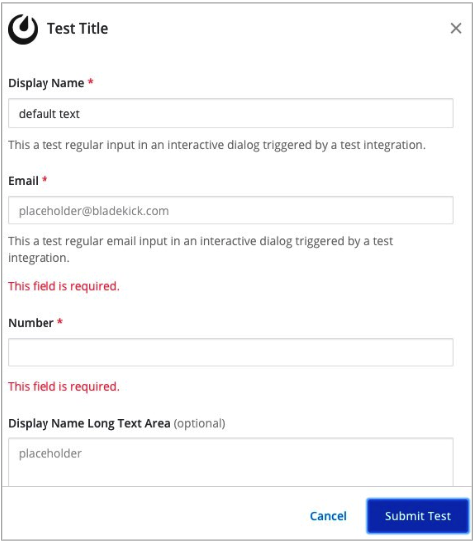 Test Title
Display Name *
default text
This a test regular input in an interactive dialog triggered by a test integration.
Email *
placeholder@bladekick.com
This a test regular email input in an interactive dialog triggered by a test
integration.
This field is required.
Number *
This field is required.
Display Name Long Text Area (optional)
placeholder
Cancel
Submit Test